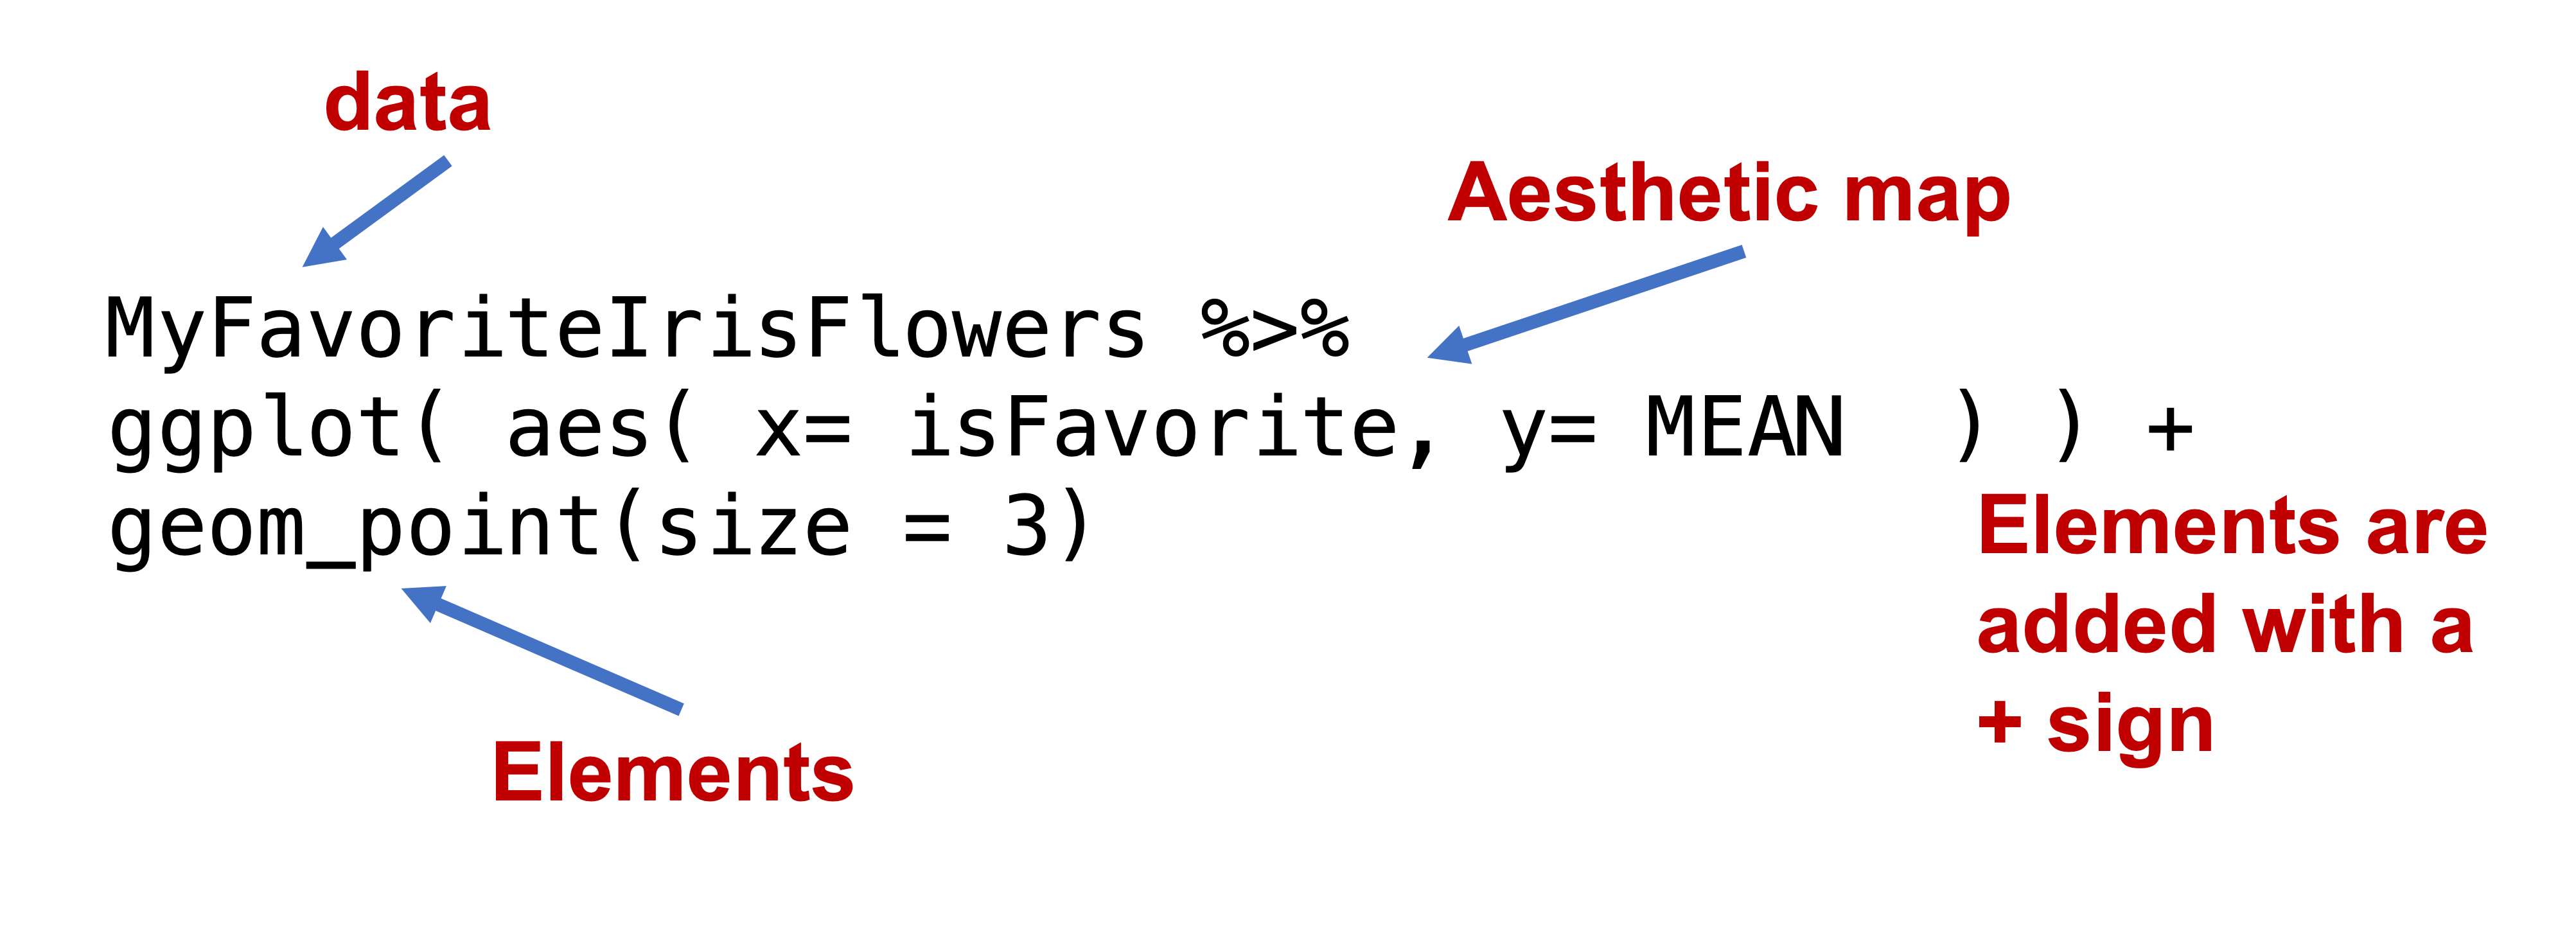 data
Aesthetic map
MyFavoriteIrisFlowers %>%
ggplot( aes( x= isFavorite, y= MEAN  ) ) +
geom_point(size = 3)
Elements are
added with a
+ sign
Elements